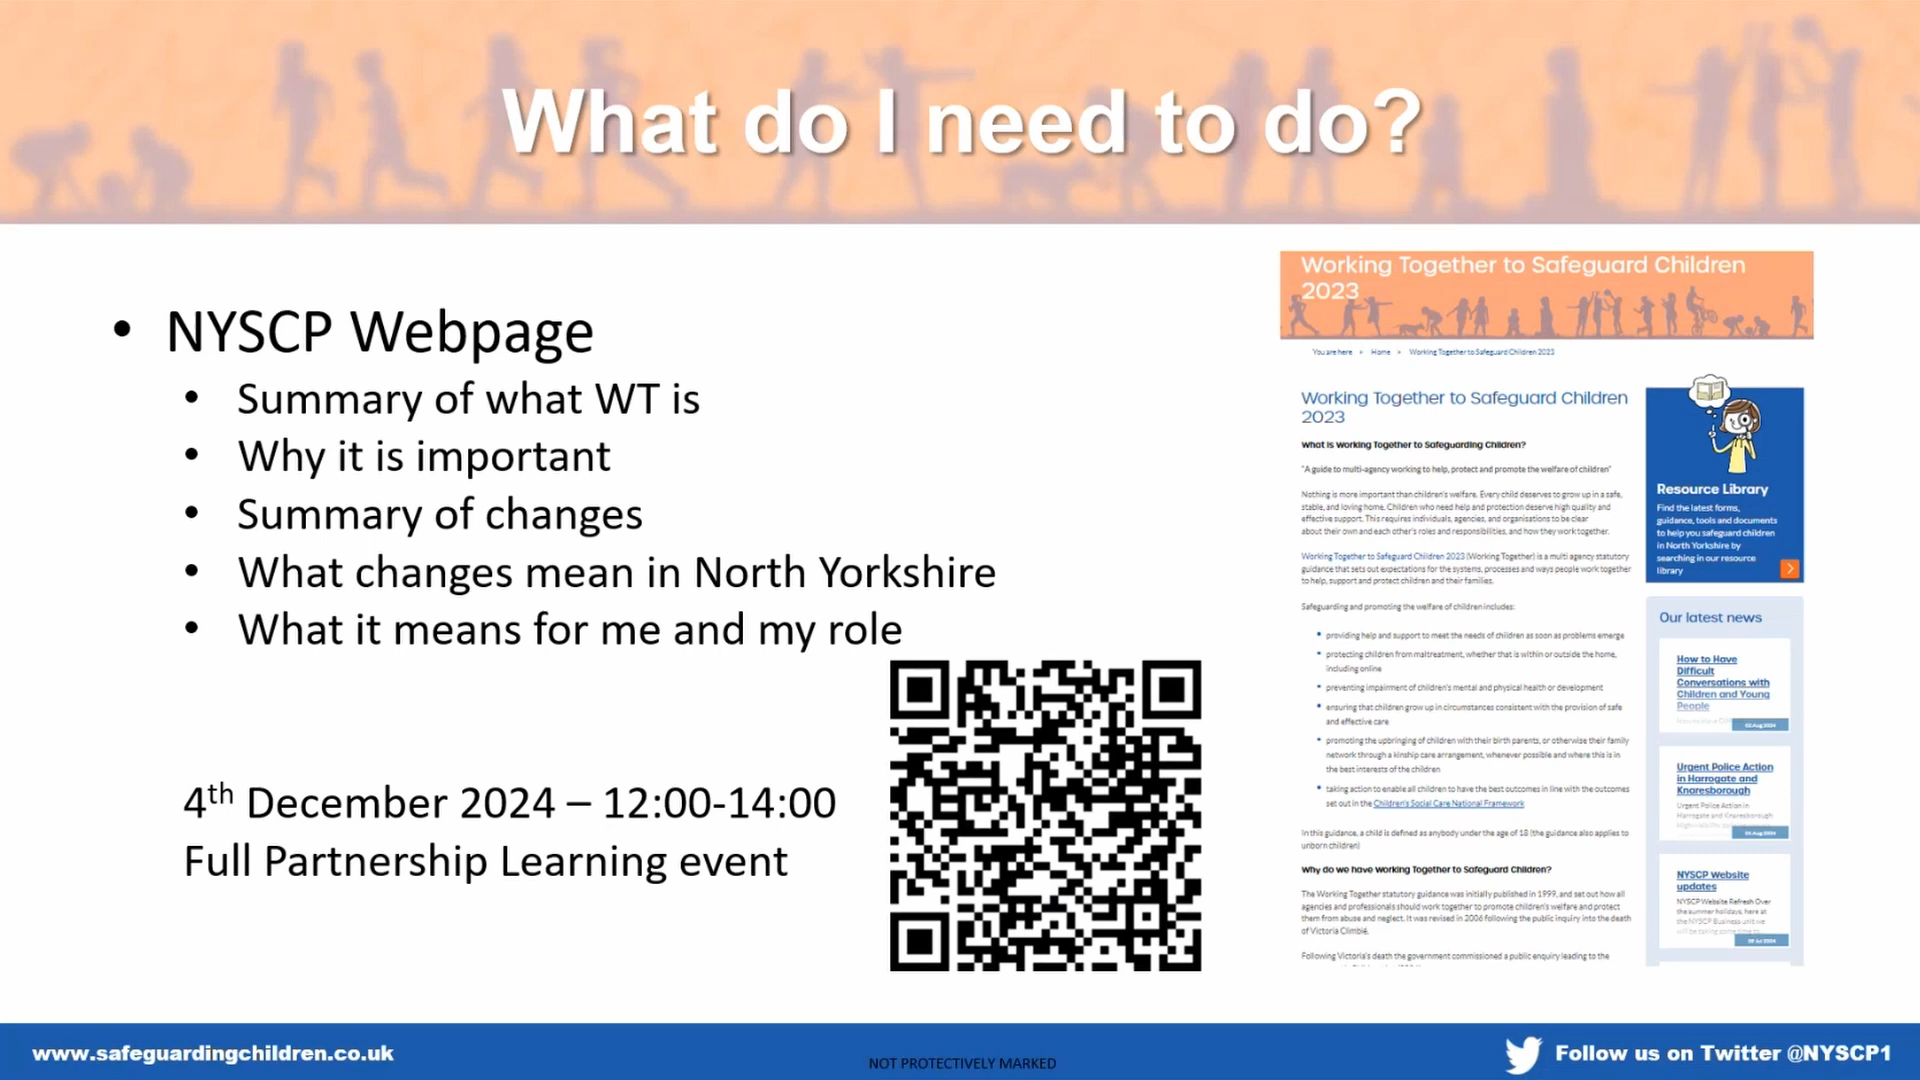 What do I need to do?
• NYSCP Webpage
• Summary of what WT is
• Why it is important
• Summary of changes
• What changes mean in North Yorkshire
• What it means for me and my role
4th December 2024 – 12:00-14:00
Full Partnership Learning event
Working Together to Safeguard Children
2023
You are here > Home > Working Together to Safeguard Children 2023
Working Together to Safeguard Children
2023
What is Working Together to Safeguarding Children?
"A guide to multi-agency working to help, protect and promote the welfare of children"
Nothing is more important than children's welfare. Every child deserves to grow up in a safe,
stable, and loving home. Children who need help and protection deserve high quality and
effective support. This requires individuals, agencies, and organisations to be clear
about their own and each other's roles and responsibilities, and how they work together.
Working Together to Safeguard Children 2023 (Working Together) is a multi agency statutory
guidance that sets out expectations for the systems, processes and ways people work together
to help, support and protect children and their families.
Safeguarding and promoting the welfare of children includes:
• providing help and support to meet the needs of children as soon as problems emerge
• protecting children from maltreatment, whether that is within or outside the home,
including online
• preventing impairment of children's mental and physical health or development
• ensuring that children grow up in circumstances consistent with the provision of safe
and effective care
• promoting the upbringing of children with their birth parents, or otherwise their family
network through a kinship care arrangement, whenever possible and where this is in
the best interests of the children
• taking action to enable all children to have the best outcomes in line with the outcomes
set out in the Children's Social Care National Framework
In this guidance, a child is defined as anybody under the age of 18 (the guidance also applies to
unborn children)
Why do we have Working Together to Safeguard Children?
The Working Together statutory guidance was initially published in 1999, and set out how all
agencies and professionals should work together to promote children's welfare and protect
them from abuse and neglect. It was revised in 2006 following the public inquiry into the death
of Victoria Climbié.
Following Victoria's death the government commissioned a public enquiry leading to the
Resource Library
Find the latest forms,
guidance, tools and documents
to help you safeguard children
in North Yorkshire by
searching in our resource
library
Our latest news
How to Have
Difficult
Conversations with
Children and Young
People
02 Aug 2024
Urgent Police Action
in Harrogate and
Knaresborough
Urgent Police Action in
Harrogate and Knaresborough
NYSCP Website
updates
NYSCP Website Refresh Over
the summer holidays, here at
the NYSCP Business unit we
will be taking some time to
www.safeguardingchildren.co.uk
NOT PROTECTIVELY MARKED
Follow us on Twitter @NYSCP1